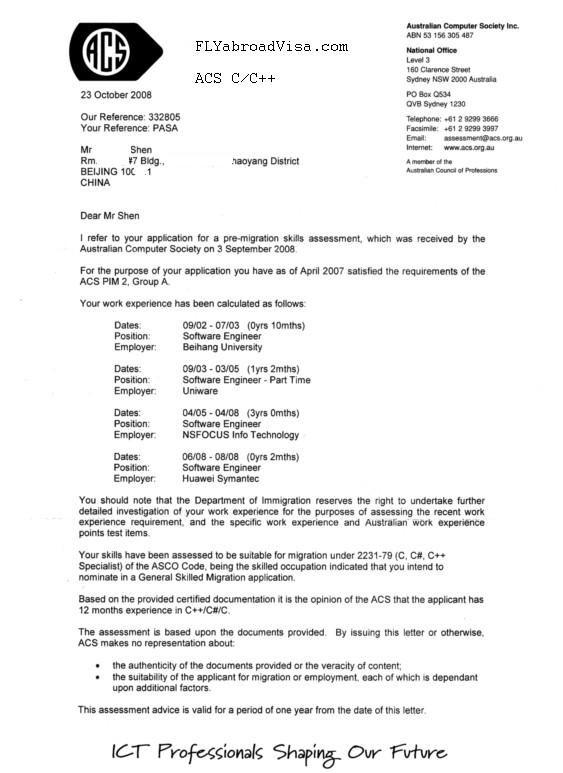 ACS
FLYabroadVisa.com
ACS C/C++
Australian Computer Society Inc.
ABN 53 156 305 487
National Office
Level 3
160 Clarence Street
Sydney NSW 2000 Australia
PO Box Q534
QVB Sydney 1230
Telephone: +61 2 9299 3666
Facsimile: +61 2 9299 3997
Email: assessment@acs.org.au
Internet: www.acs.org.au
A member of the
Australian Council of Professions
23 October 2008
Our Reference: 332805
Your Reference: PASA
Mr Shen
Rm. #7 Bldg., haoyang District
BEIJING 100 .1
CHINA
Dear Mr Shen
I refer to your application for a pre-migration skills assessment, which was received by the
Australian Computer Society on 3 September 2008.
For the purpose of your application you have as of April 2007 satisfied the requirements of the
ACS PIM 2, Group A.
Your work experience has been calculated as follows:
Dates: 09/02 - 07/03 (0yrs 10mths)
Position: Software Engineer
Employer: Beihang University
Dates: 09/03 - 03/05 (1yrs 2mths)
Position: Software Engineer - Part Time
Employer: Uniware
Dates: 04/05 - 04/08 (3yrs 0mths)
Position: Software Engineer
Employer: NSFOCUS Info Technology
Dates: 06/08 - 08/08 (0yrs 2mths)
Position: Software Engineer
Employer: Huawei Symantec
You should note that the Department of Immigration reserves the right to undertake further
detailed investigation of your work experience for the purposes of assessing the recent work
experience requirement, and the specific work experience and Australian work experience
points test items.
Your skills have been assessed to be suitable for migration under 2231-79 (C, C#, C++
Specialist) of the ASCO Code, being the skilled occupation indicated that you intend to
nominate in a General Skilled Migration application.
Based on the provided certified documentation it is the opinion of the ACS that the applicant has
12 months experience in C++/C#/C.
The assessment is based upon the documents provided. By issuing this letter or otherwise,
ACS makes no representation about:
• the authenticity of the documents provided or the veracity of content;
• the suitability of the applicant for migration or employment, each of which is dependant
upon additional factors.
This assessment advice is valid for a period of one year from the date of this letter.
ICT Professionals Shaping Our Future